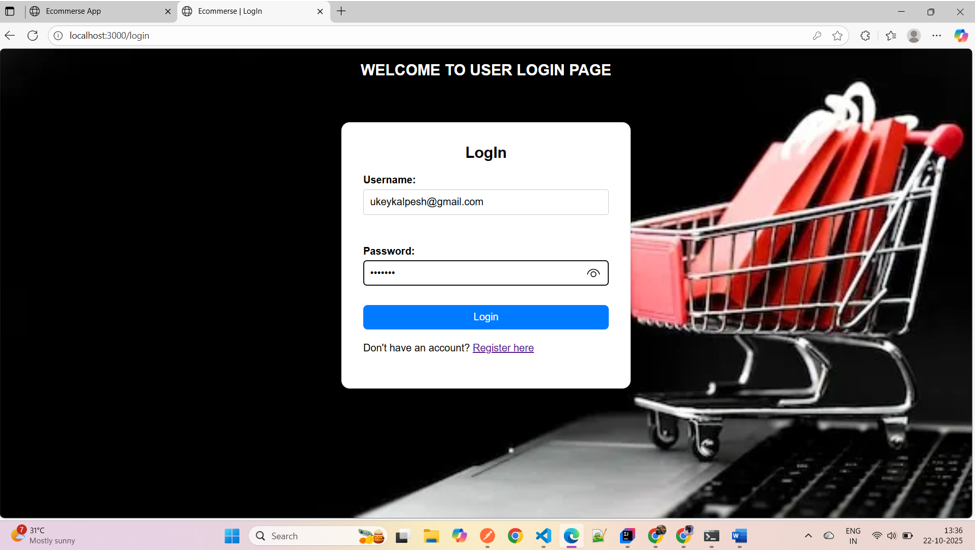 Ecommerse App
Ecommerse | LogIn
localhost:3000/login
WELCOME TO USER LOGIN PAGE
LogIn
Username:
ukeykalpesh@gmail.com
Password:
•••••••
Login
Don't have an account? Register here
7
31°C
Mostly sunny
Search
ENG
IN
13:36
22-10-2025